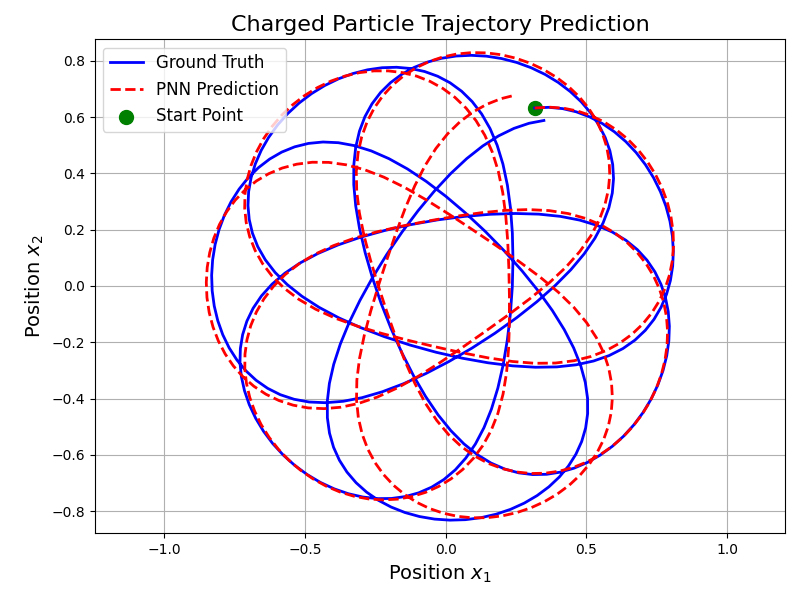 Charged Particle Trajectory Prediction
Ground Truth
PNN Prediction
Start Point
Position x₂
0.8
0.6
0.4
0.2
0.0
−0.2
−0.4
−0.6
−0.8
−1.0 −0.5 0.0 0.5 1.0
Position x₁